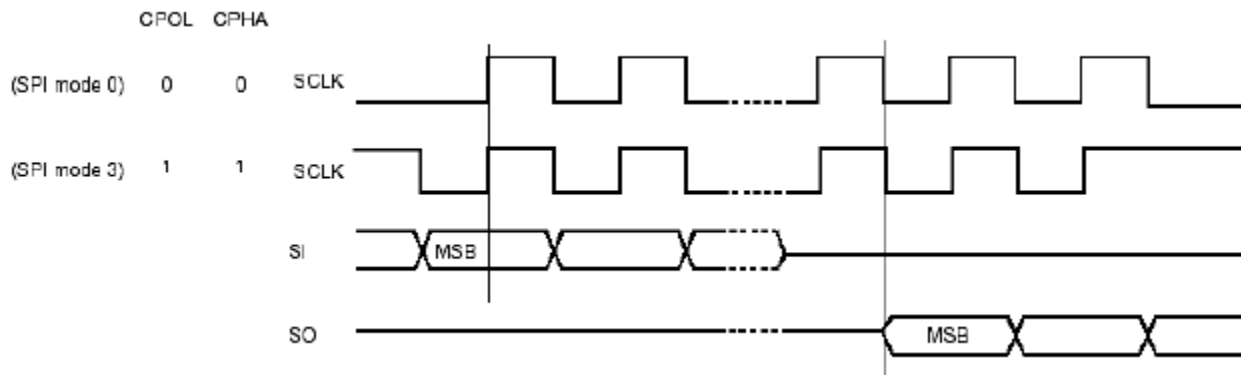 CPOL CPHA
(SPI mode 0) 0 0 SCLK
(SPI mode 3) 1 1 SCLK
SI MSB
SO MSB